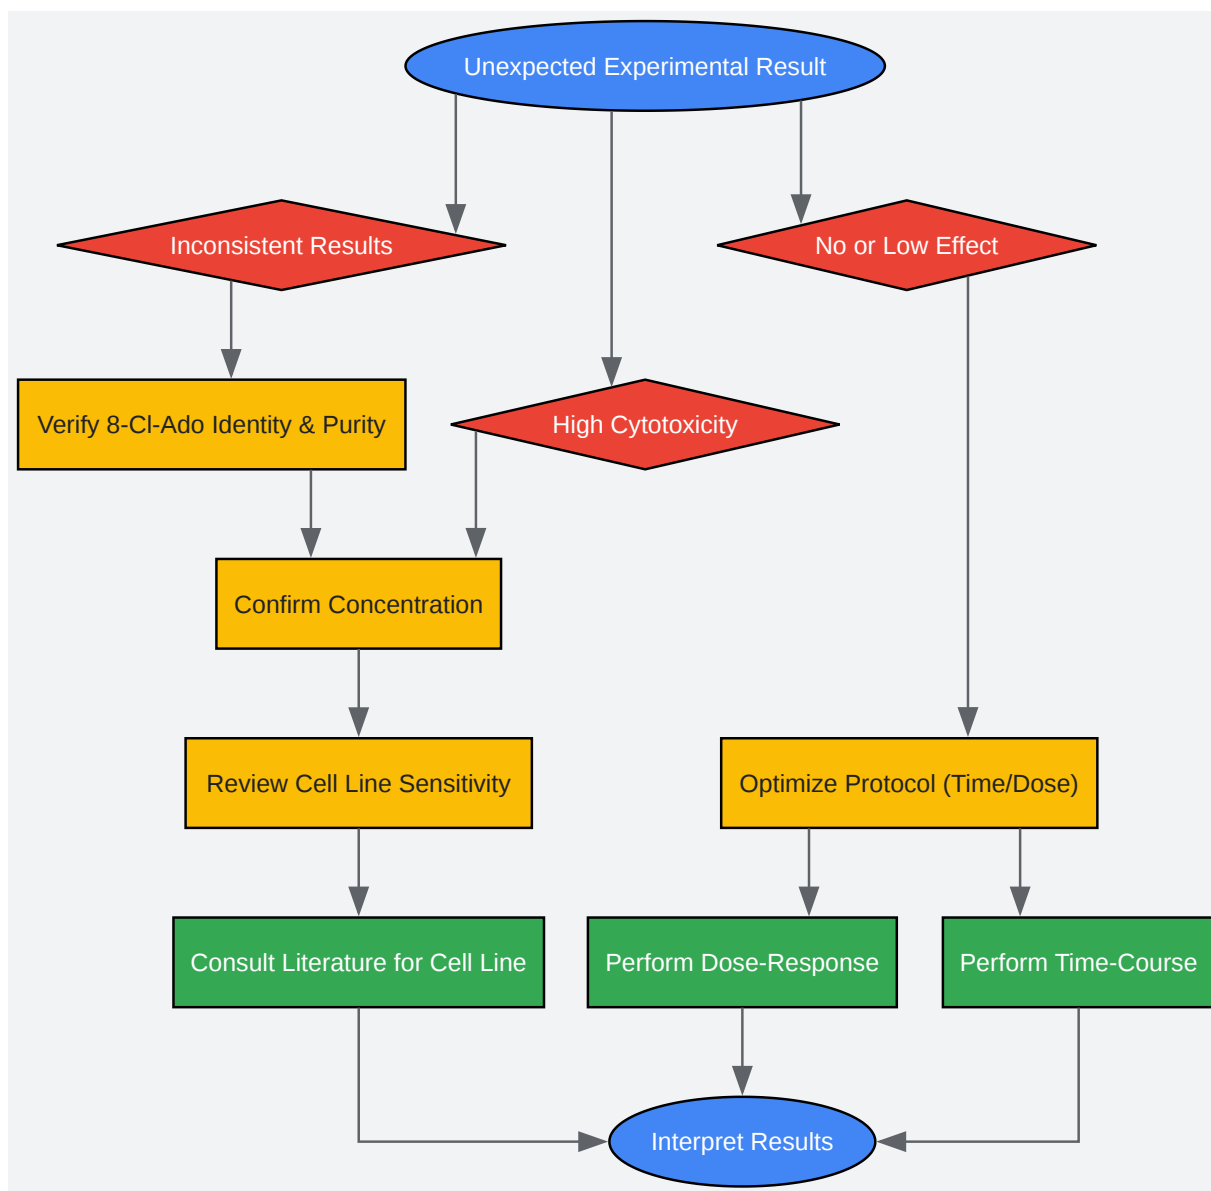 Unexpected Experimental Result
Inconsistent Results
No or Low Effect
Verify 8-Cl-Ado Identity & Purity
High Cytotoxicity
Confirm Concentration
Review Cell Line Sensitivity
Optimize Protocol (Time/Dose)
Consult Literature for Cell Line
Perform Dose-Response
Perform Time-Course
Interpret Results